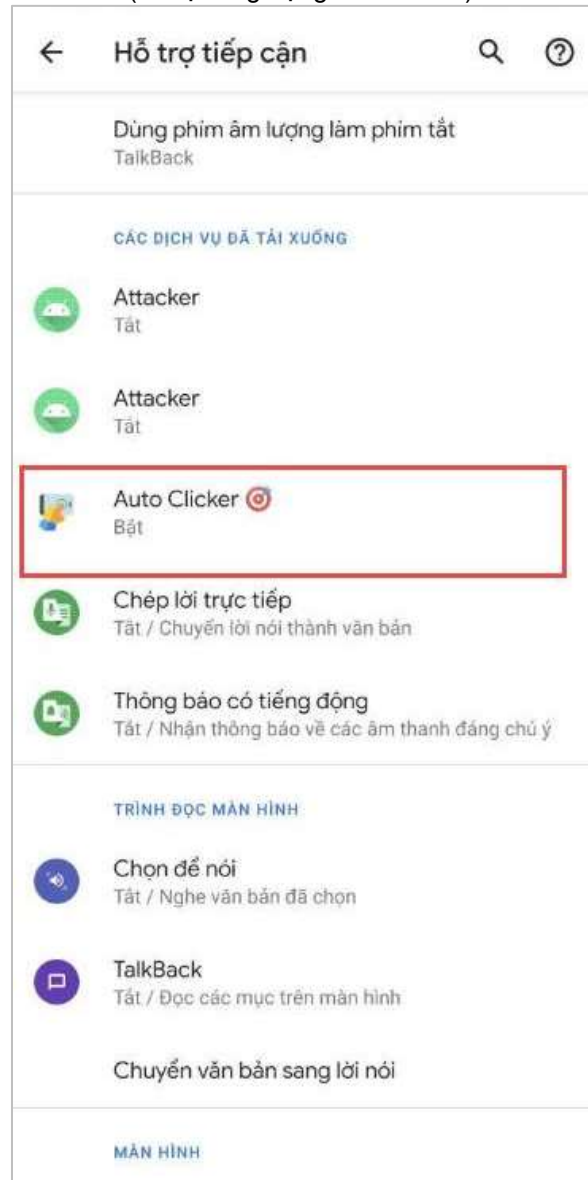 Hỗ trợ tiếp cận
Dùng phím âm lượng làm phím tắt
TalkBack
CÁC DỊCH VỤ ĐÃ TẢI XUỐNG
Attacker
Tắt
Attacker
Tắt
Auto Clicker 🎯
Bật
Chép lời trực tiếp
Tắt / Chuyển lời nói thành văn bản
Thông báo có tiếng động
Tắt / Nhận thông báo về các âm thanh đáng chú ý
TRÌNH ĐỌC MÀN HÌNH
Chọn để nói
Tắt / Nghe văn bản đã chọn
TalkBack
Tắt / Đọc các mục trên màn hình
Chuyển văn bản sang lời nói
MÀN HÌNH